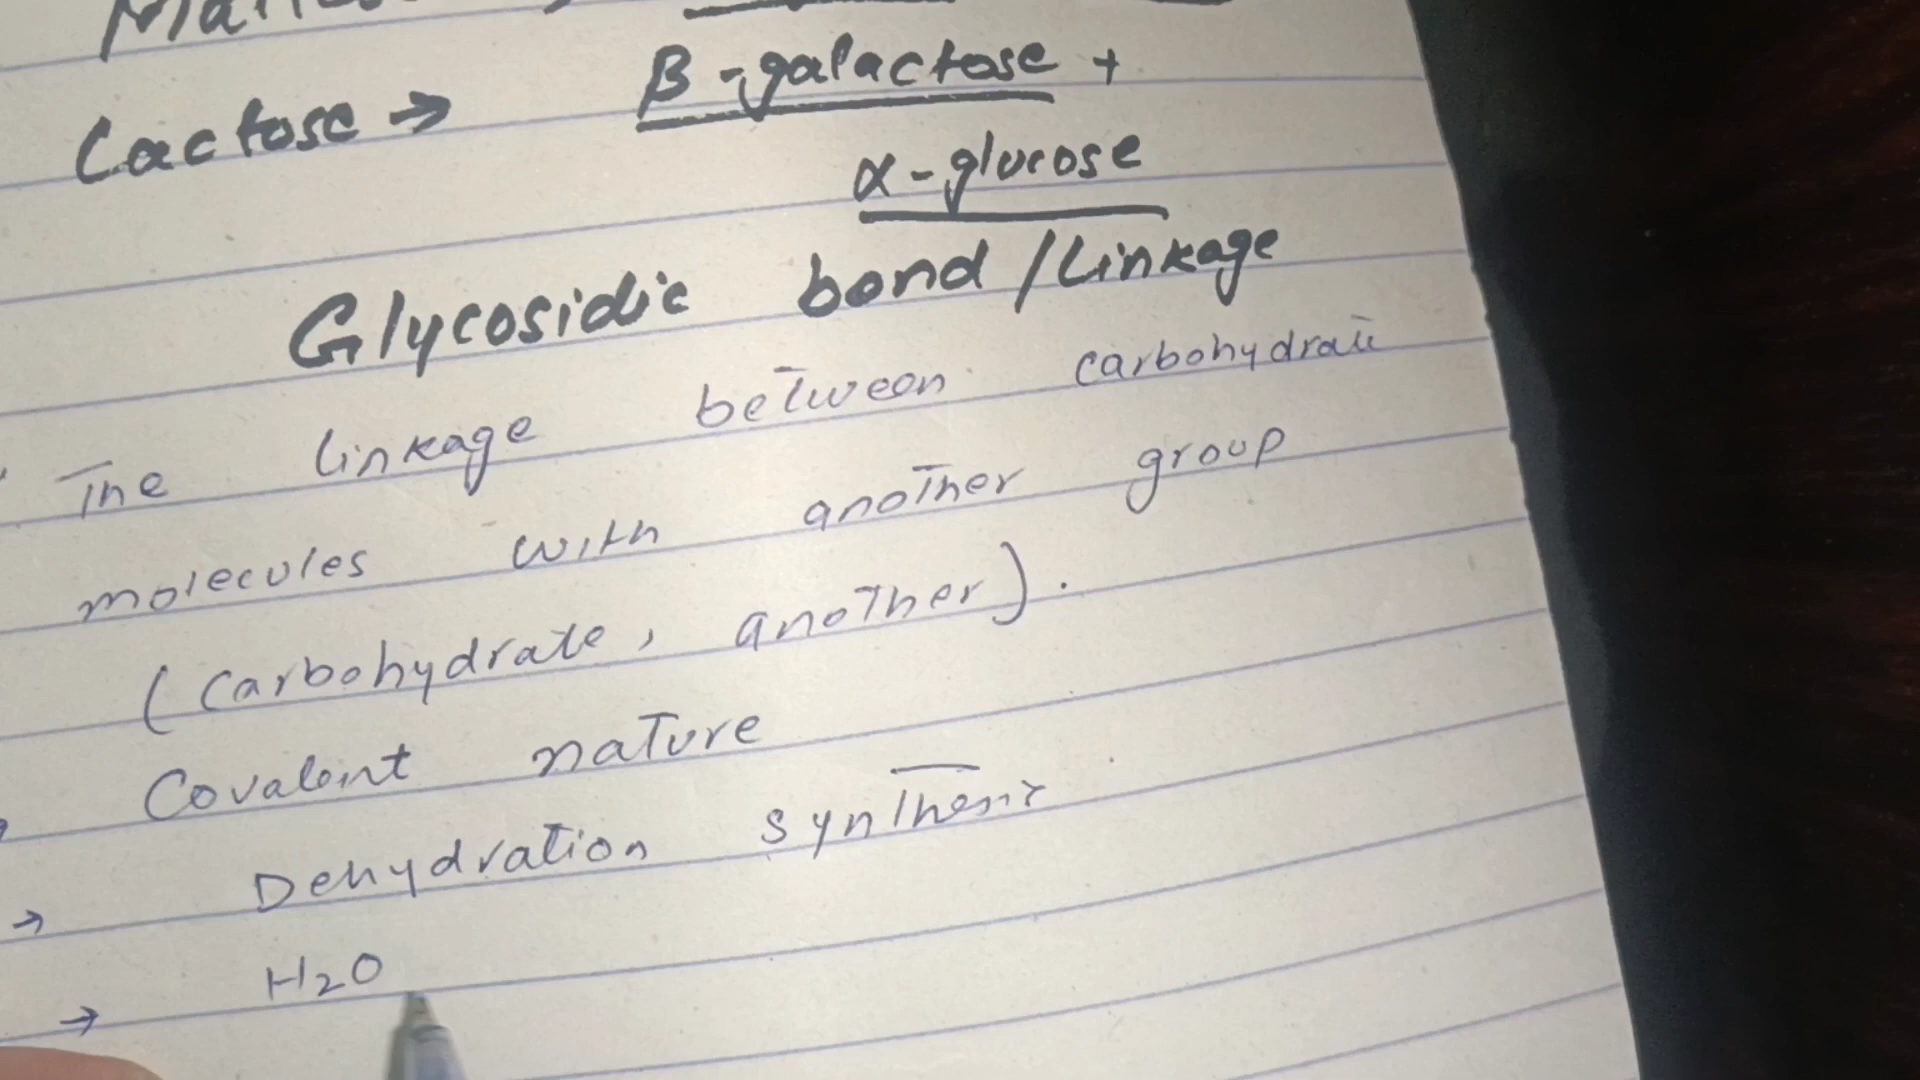 Lactose → β-galactose +
α-glucose
Glycosidic bond/Linkage
The linkage between carbohydrate
molecules with another group
(carbohydrate, another).
Covalent nature
→ Dehydration synthesis
→ H2O